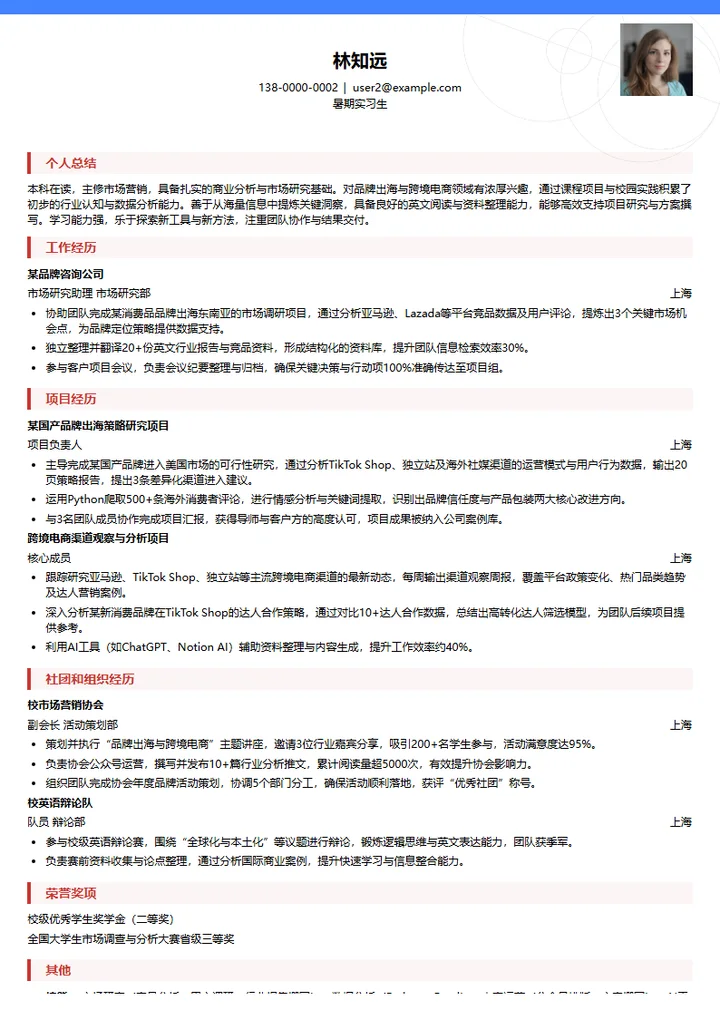 林知远
138-0000-0002 | user2@example.com
暑期实习生
个人总结
本科在读，主修市场营销，具备扎实的商业分析与市场研究基础。对品牌出海与跨境电商领域有浓厚兴趣，通过课程项目与校园实践积累了
初步的行业认知与数据分析能力。善于从海量信息中提炼关键洞察，具备良好的英文阅读与资料整理能力，能够高效支持项目研究与方案撰
写。学习能力强，乐于探索新工具与新方法，注重团队协作与结果交付。
工作经历
某品牌咨询公司
市场研究助理 市场研究部 上海
• 协助团队完成某消费品品牌出海东南亚的市场调研项目，通过分析亚马逊、Lazada等平台竞品数据及用户评论，提炼出3个关键市场机
会点，为品牌定位策略提供数据支持。
• 独立整理并翻译20+份英文行业报告与竞品资料，形成结构化的资料库，提升团队信息检索效率30%。
• 参与客户项目会议，负责会议纪要整理与归档，确保关键决策与行动项100%准确传达至项目组。
项目经历
某国产品牌出海策略研究项目
项目负责人 上海
• 主导完成某国产品牌进入美国市场的可行性研究，通过分析TikTok Shop、独立站及海外社媒渠道的运营模式与用户行为数据，输出20
页策略报告，提出3条差异化渠道进入建议。
• 运用Python爬取500+条海外消费者评论，进行情感分析与关键词提取，识别出品牌信任度与产品包装两大核心改进方向。
• 与3名团队成员协作完成项目汇报，获得导师与客户方的高度认可，项目成果被纳入公司案例库。
跨境电商渠道观察与分析项目
核心成员 上海
• 跟踪研究亚马逊、TikTok Shop、独立站等主流跨境电商渠道的最新动态，每周输出渠道观察周报，覆盖平台政策变化、热门品类趋势
及达人营销案例。
• 深入分析某新消费品牌在TikTok Shop的达人合作策略，通过对比10+达人合作数据，总结出高转化达人筛选模型，为团队后续项目提
供参考。
• 利用AI工具（如ChatGPT、Notion AI）辅助资料整理与内容生成，提升工作效率约40%。
社团和组织经历
校市场营销协会
副会长 活动策划部 上海
• 策划并执行“品牌出海与跨境电商”主题讲座，邀请3位行业嘉宾分享，吸引200+名学生参与，活动满意度达95%。
• 负责协会公众号运营，撰写并发布10+篇行业分析推文，累计阅读量超5000次，有效提升协会影响力。
• 组织团队完成协会年度品牌活动策划，协调5个部门分工，确保活动顺利落地，获评“优秀社团”称号。
校英语辩论队
队员 辩论部 上海
• 参与校级英语辩论赛，围绕“全球化与本土化”等议题进行辩论，锻炼逻辑思维与英文表达能力，团队获季军。
• 负责赛前资料收集与论点整理，通过分析国际商业案例，提升快速学习与信息整合能力。
荣誉奖项
校级优秀学生奖学金（二等奖）
全国大学生市场调查与分析大赛省级三等奖
其他